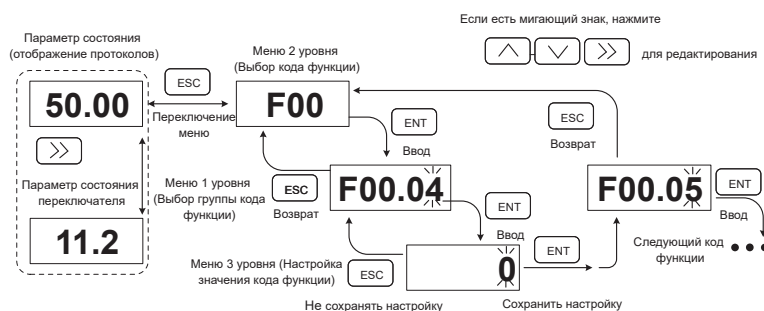 Если есть мигающий знак, нажмите
для редактирования
Параметр состояния
(отображение протоколов)
50.00
Параметр состояния
переключателя
11.2
ESC
Переключение
меню
Меню 2 уровня
(Выбор кода функции)
F00
ENT
Ввод
Меню 1 уровня
(Выбор группы кода
функции)
ESC
Возврат
F00.04
ENT
Ввод
Меню 3 уровня (Настройка
значения кода функции)
ESC
0
Не сохранять настройку
ENT
Сохранить настройку
ESC
Возврат
F00.05
ENT
Ввод
Следующий код
функции